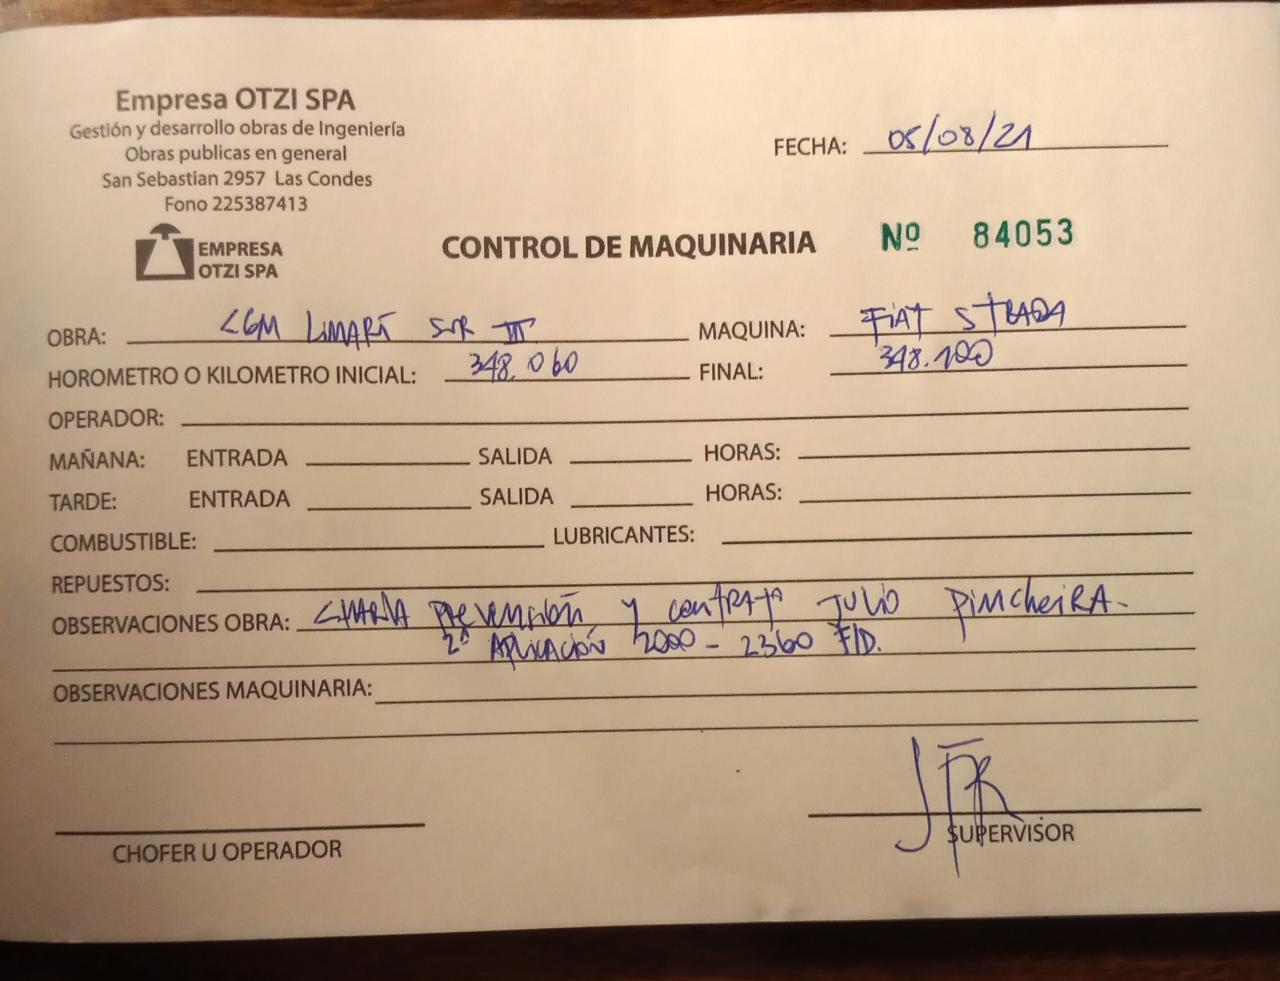 Empresa OTZI SPA
Gestión y desarrollo obras de Ingeniería
Obras publicas en general
San Sebastian 2957 Las Condes
Fono 225387413
EMPRESA
OTZI SPA
FECHA: 05/08/21
CONTROL DE MAQUINARIA Nº 84053
OBRA: CGM LIMARÍ SUR III MAQUINA: FIAT STRADA
HOROMETRO O KILOMETRO INICIAL: 348.060 FINAL: 348.100
OPERADOR:
MAÑANA: ENTRADA SALIDA HORAS:
TARDE: ENTRADA SALIDA HORAS:
COMBUSTIBLE: LUBRICANTES:
REPUESTOS:
OBSERVACIONES OBRA: CHARLA PREVENCIÓN Y CONTRATO JULIO PINCHEIRA-
2ª APLICACIÓN 2000 - 2360 F/D.
OBSERVACIONES MAQUINARIA:
CHOFER U OPERADOR
SUPERVISOR